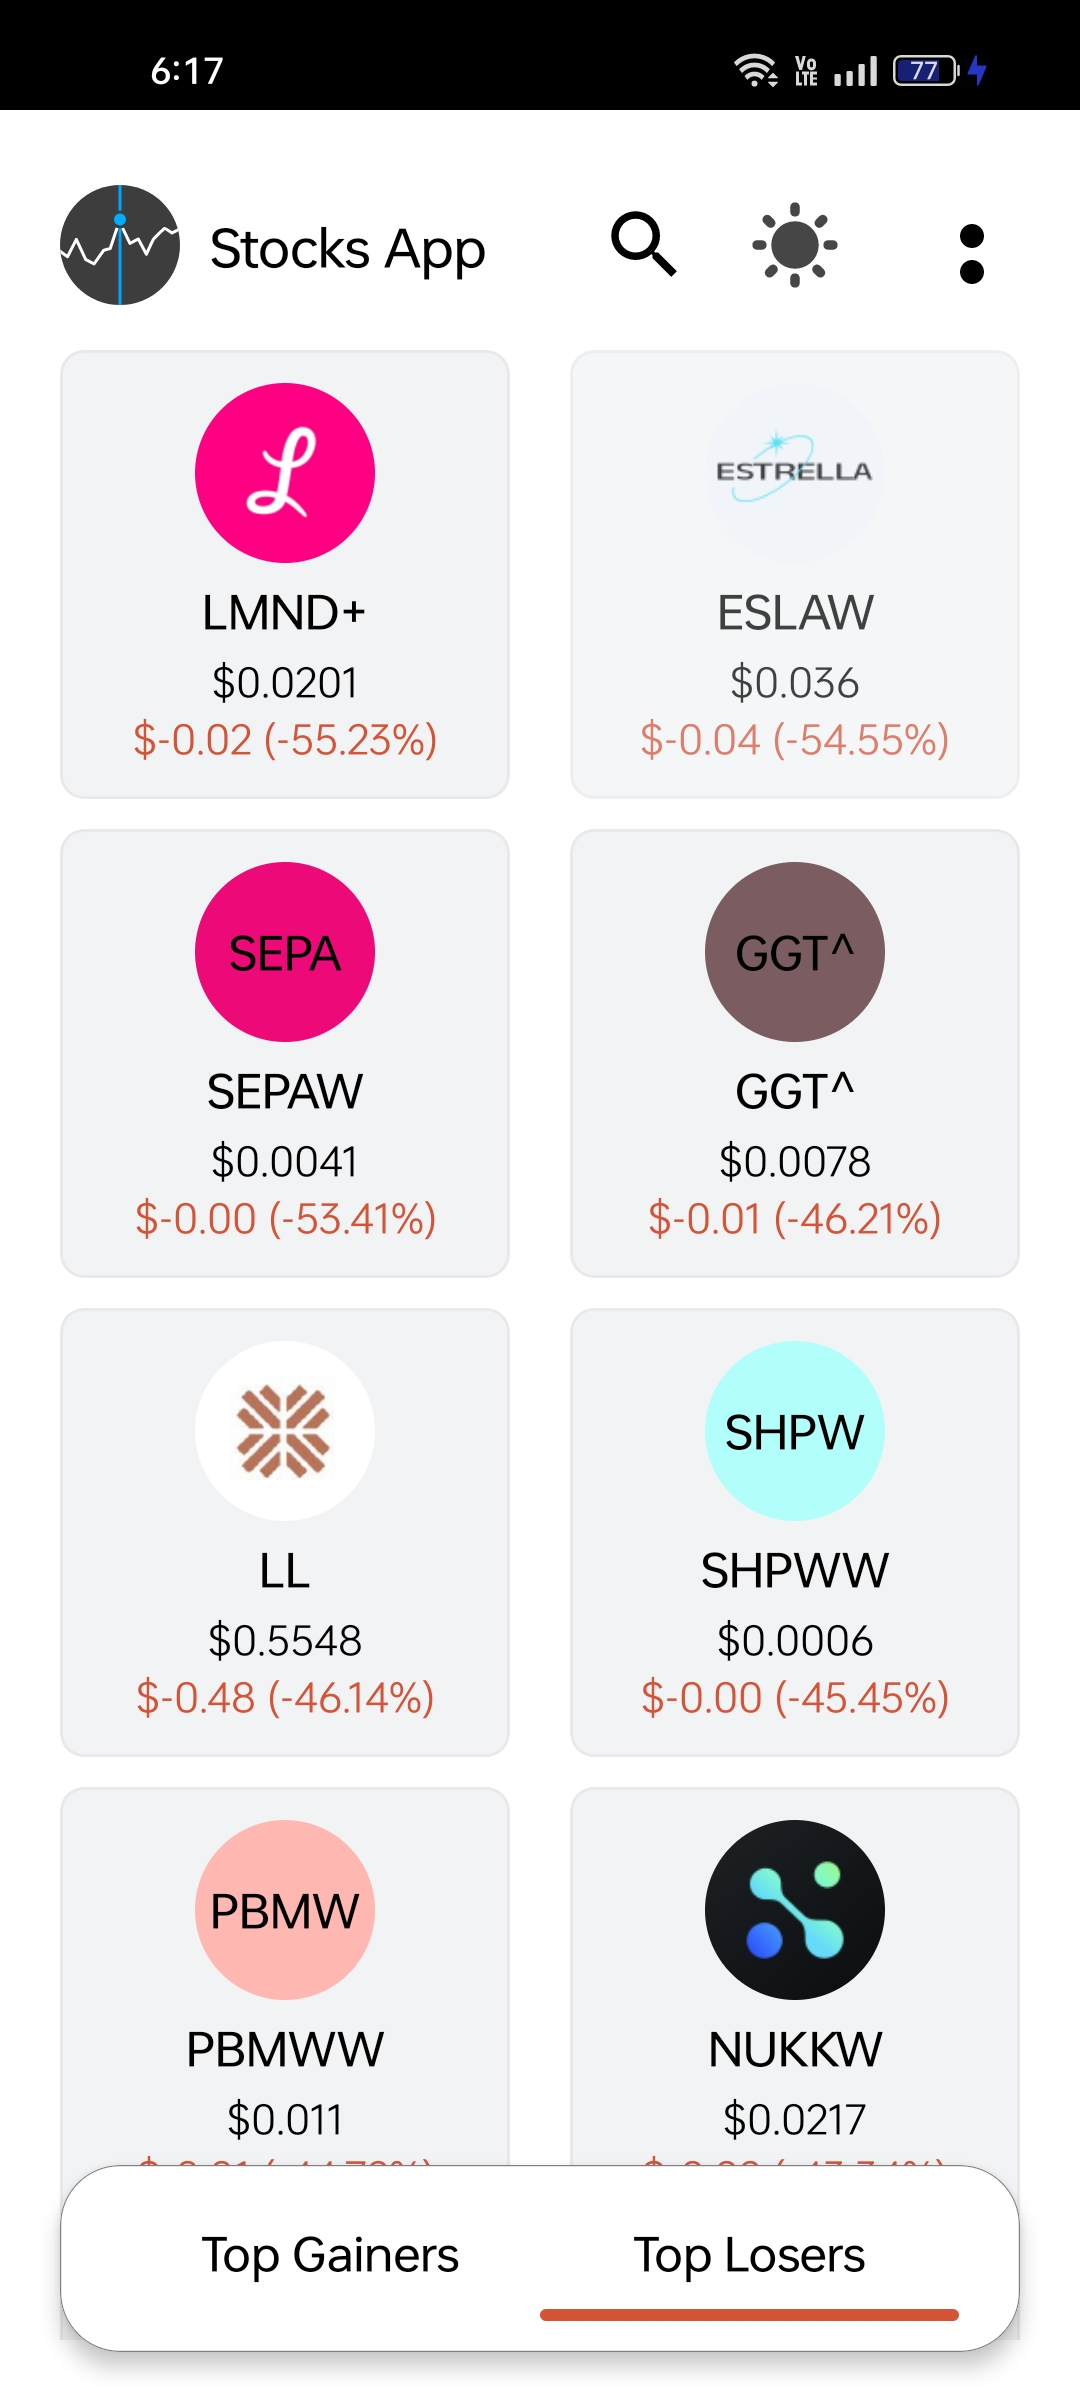 6:17
Vo
LTE
77
Stocks App
LMND+
$0.0201
$-0.02 (-55.23%)
ESTRELLA
ESLAW
$0.036
$-0.04 (-54.55%)
SEPA
SEPAW
$0.0041
$-0.00 (-53.41%)
GGT^
GGT^
$0.0078
$-0.01 (-46.21%)
LL
$0.5548
$-0.48 (-46.14%)
SHPW
SHPWW
$0.0006
$-0.00 (-45.45%)
PBMW
PBMWW
$0.011
NUKKW
$0.0217
Top Gainers
Top Losers